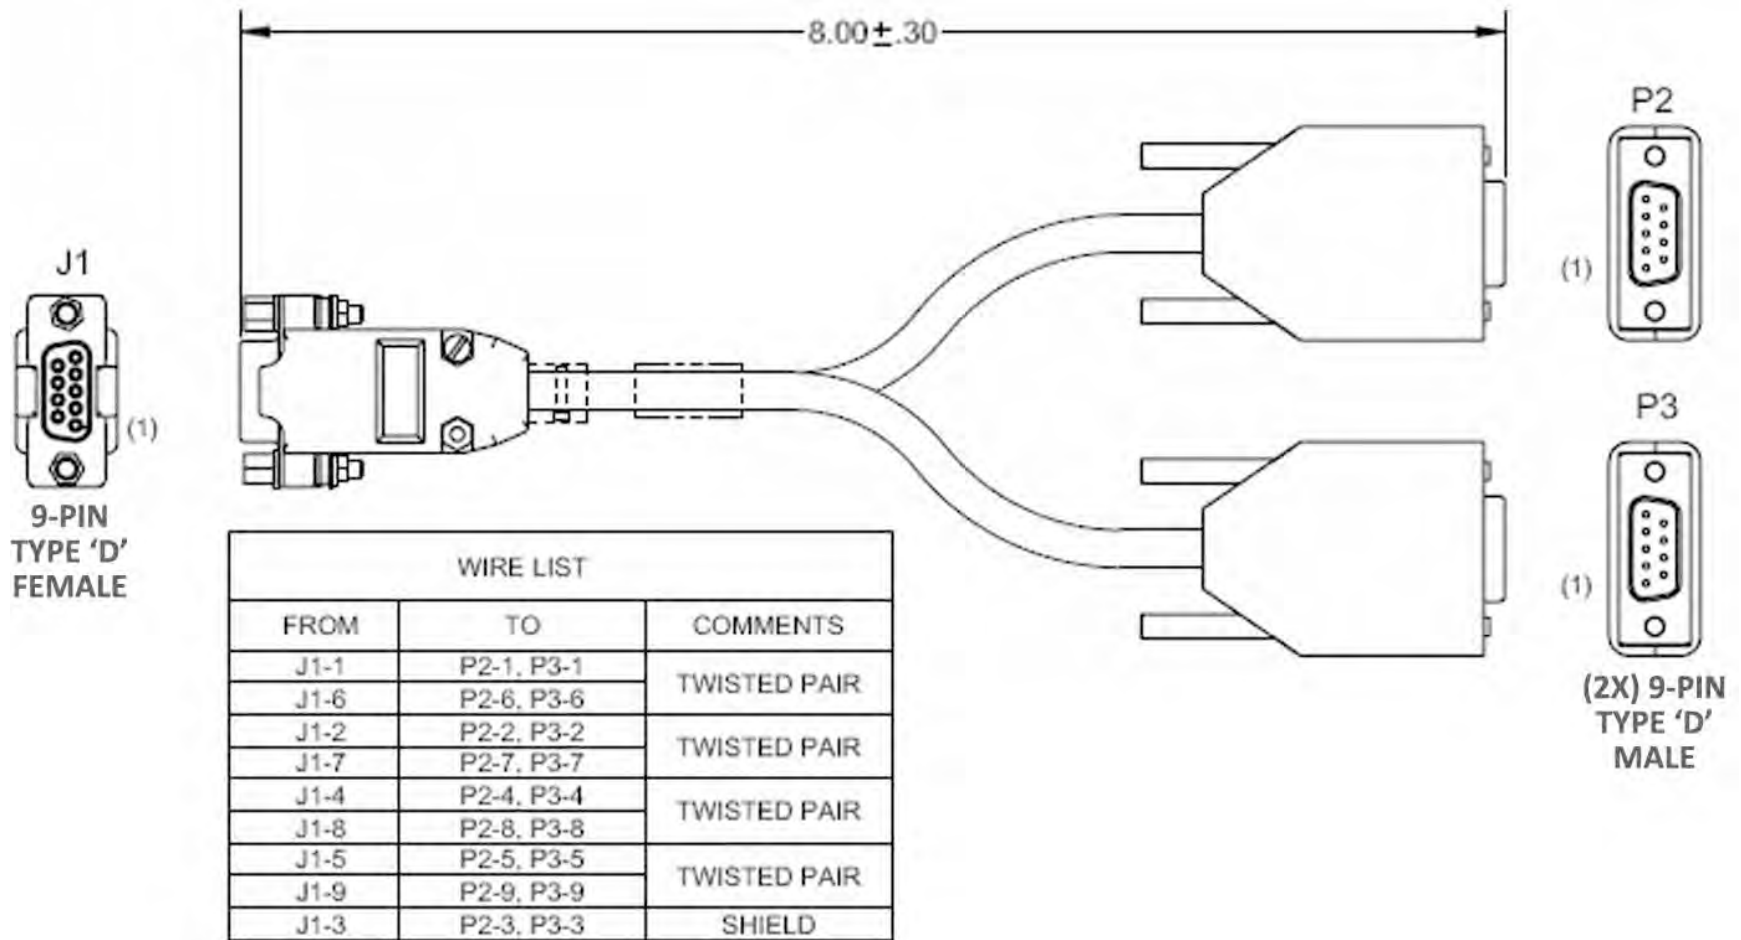 8.00±.30
P2
(1)
J1
(1)
9-PIN
TYPE ‘D’
FEMALE
P3
(1)
(2X) 9-PIN
TYPE ‘D’
MALE
WIRE LIST
FROM TO COMMENTS
J1-1 P2-1, P3-1 TWISTED PAIR
J1-6 P2-6, P3-6
J1-2 P2-2, P3-2 TWISTED PAIR
J1-7 P2-7, P3-7
J1-4 P2-4, P3-4 TWISTED PAIR
J1-8 P2-8, P3-8
J1-5 P2-5, P3-5 TWISTED PAIR
J1-9 P2-9, P3-9
J1-3 P2-3, P3-3 SHIELD